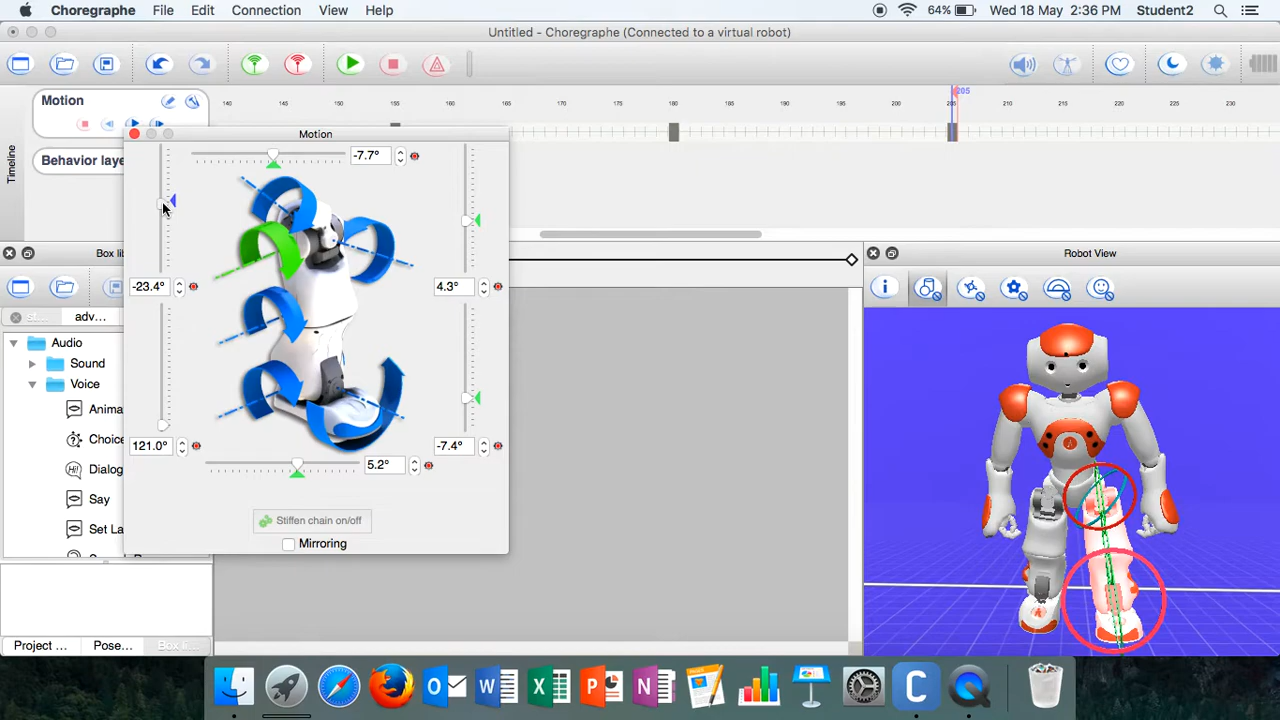 Choregraphe File Edit Connection View Help 64% Wed 18 May 2:36 PM Student2
Untitled - Choregraphe (Connected to a virtual robot)
Motion
140 145 150 155 160 165 170 175 180 185 190 195 200 205 210 215 220 225 230
205
Timeline
Behavior laye
Motion
-7.7°
-23.4°
4.3°
121.0°
-7.4°
5.2°
Stiffen chain on/off
Mirroring
Box lib
adv...
Audio
Sound
Voice
Anima
Choice
Dialog
Say
Set La
Project ...
Pose...
Box li...
Robot View